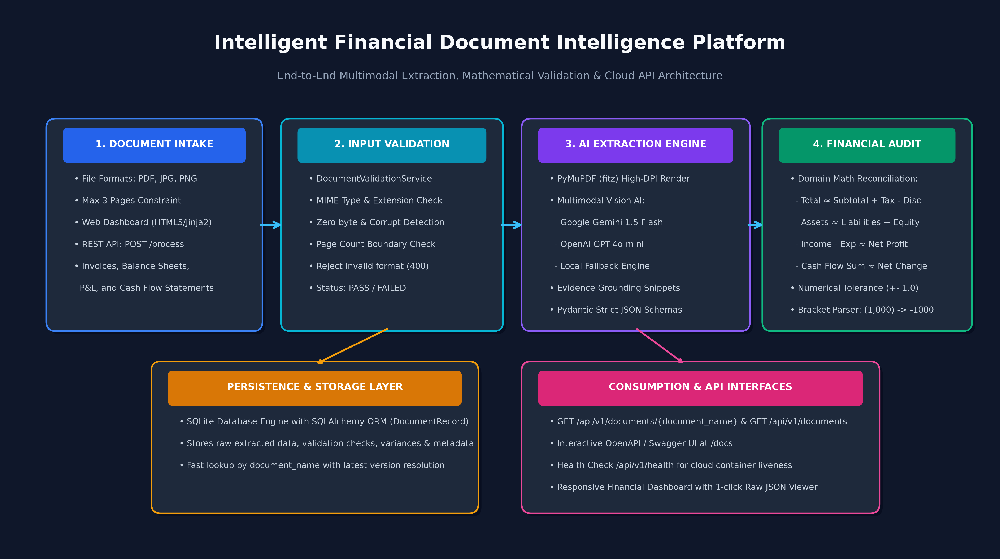 Intelligent Financial Document Intelligence Platform
End-to-End Multimodal Extraction, Mathematical Validation & Cloud API Architecture
1. DOCUMENT INTAKE
• File Formats: PDF, JPG, PNG
• Max 3 Pages Constraint
• Web Dashboard (HTML5/Jinja2)
• REST API: POST /process
• Invoices, Balance Sheets,
P&L, and Cash Flow Statements
2. INPUT VALIDATION
• DocumentValidationService
• MIME Type & Extension Check
• Zero-byte & Corrupt Detection
• Page Count Boundary Check
• Reject invalid format (400)
• Status: PASS / FAILED
3. AI EXTRACTION ENGINE
• PyMuPDF (fitz) High-DPI Render
• Multimodal Vision AI:
- Google Gemini 1.5 Flash
- OpenAI GPT-4o-mini
- Local Fallback Engine
• Evidence Grounding Snippets
• Pydantic Strict JSON Schemas
4. FINANCIAL AUDIT
• Domain Math Reconciliation:
- Total ≈ Subtotal + Tax - Disc
- Assets ≈ Liabilities + Equity
- Income - Exp ≈ Net Profit
- Cash Flow Sum ≈ Net Change
• Numerical Tolerance (+- 1.0)
• Bracket Parser: (1,000) -> -1000
PERSISTENCE & STORAGE LAYER
• SQLite Database Engine with SQLAlchemy ORM (DocumentRecord)
• Stores raw extracted data, validation checks, variances & metadata
• Fast lookup by document_name with latest version resolution
CONSUMPTION & API INTERFACES
• GET /api/v1/documents/{document_name} & GET /api/v1/documents
• Interactive OpenAPI / Swagger UI at /docs
• Health Check /api/v1/health for cloud container liveness
• Responsive Financial Dashboard with 1-click Raw JSON Viewer